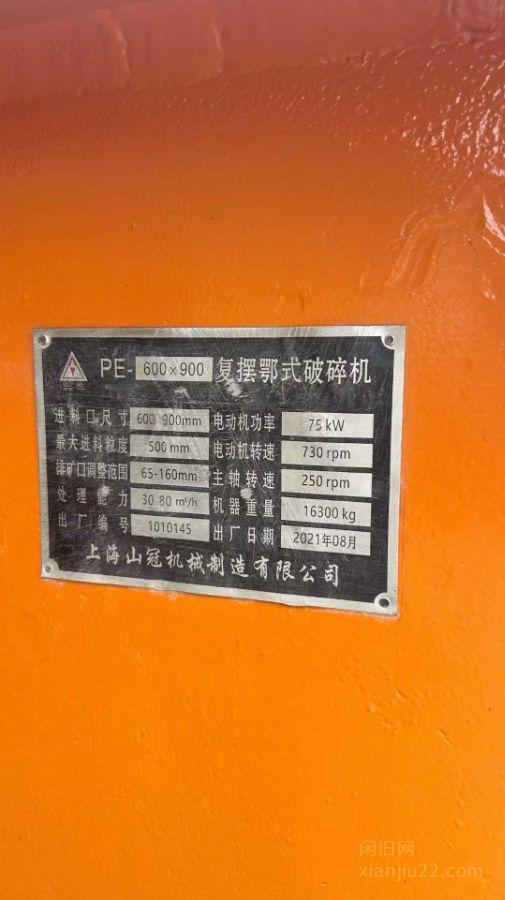 PE-600×900 复摆鄂式破碎机
进料口尺寸 600 900mm 电动机功率 75 kW
最大进料粒度 500 mm 电动机转速 730 rpm
排矿口调整范围 65-160mm 主轴转速 250 rpm
处理能力 30 80 m³/h 机器重量 16300 kg
出厂编号 1010145 出厂日期 2021年08月
上海山冠机械制造有限公司
闲旧网
xianjiu22.com